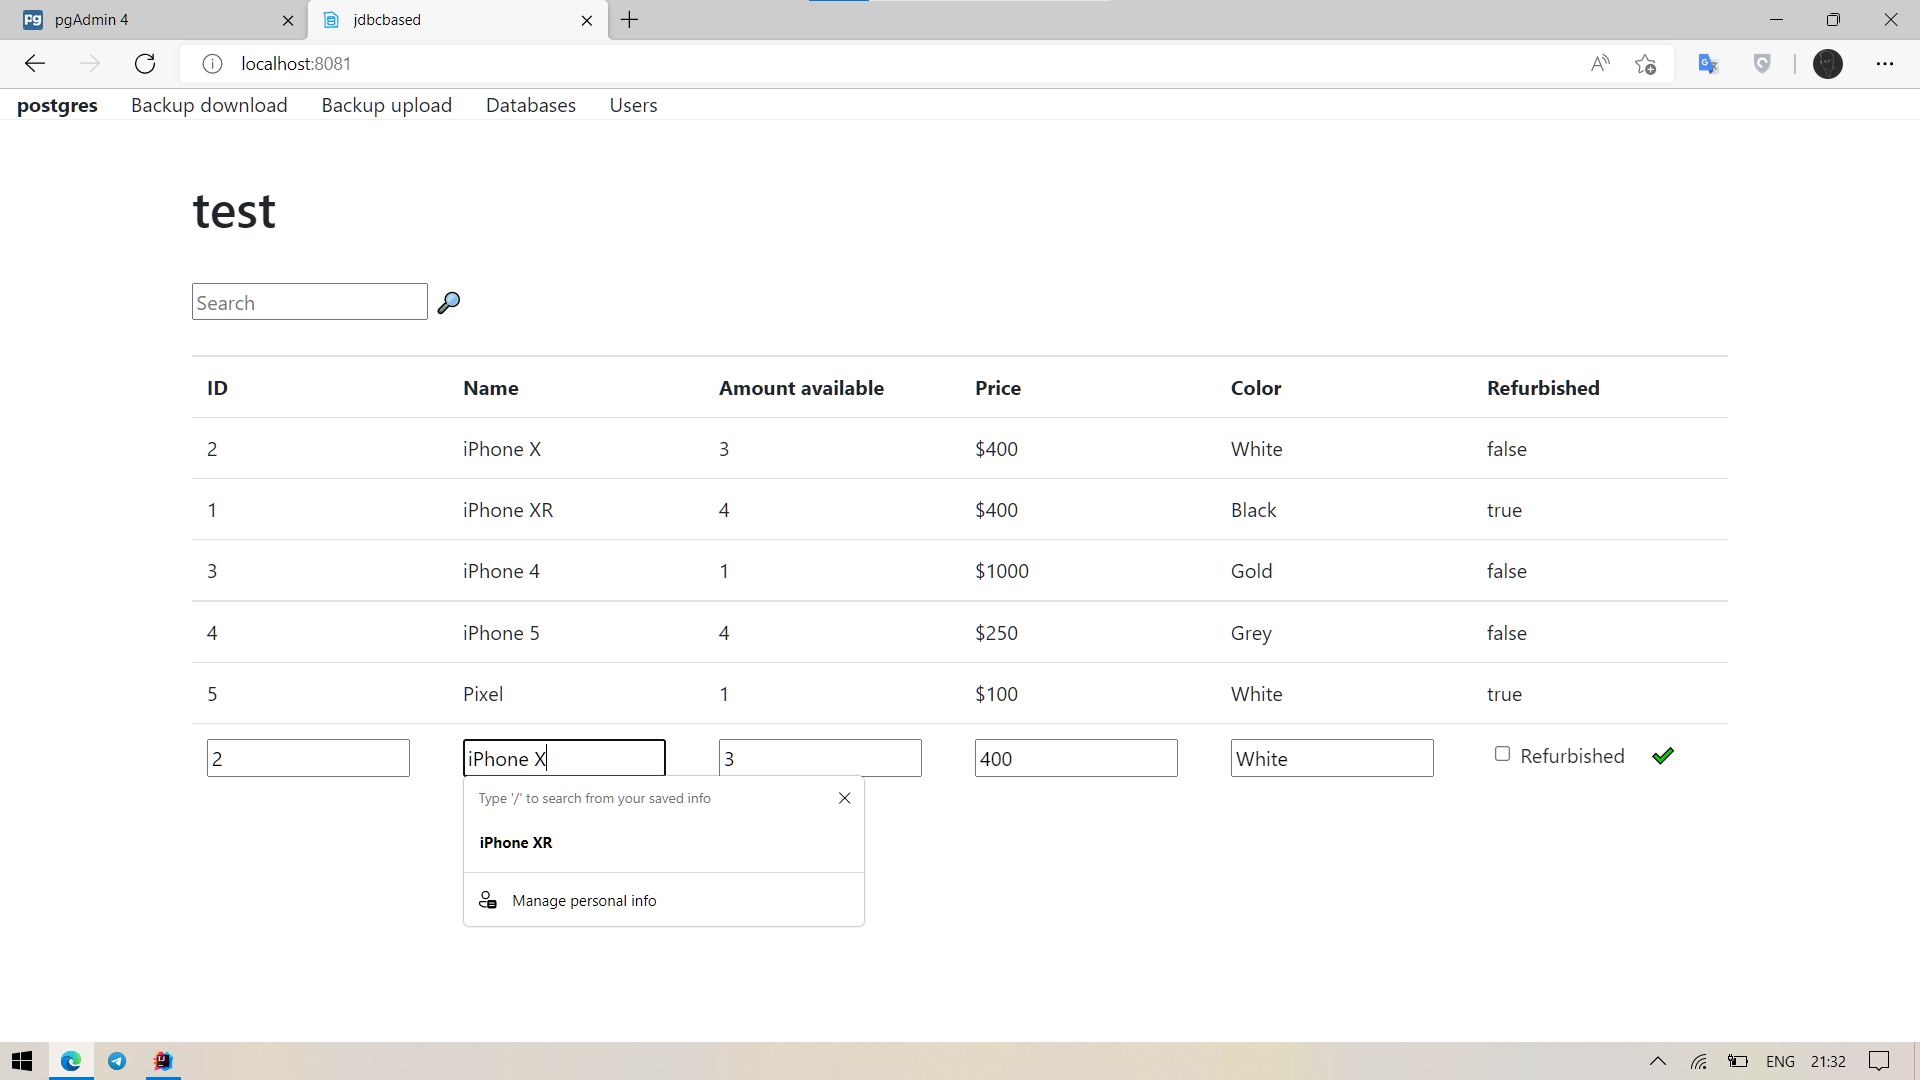 pgAdmin 4
jdbcbased
localhost:8081
postgres Backup download Backup upload Databases Users
test
Search
ID Name Amount available Price Color Refurbished
2 iPhone X 3 $400 White false
1 iPhone XR 4 $400 Black true
3 iPhone 4 1 $1000 Gold false
4 iPhone 5 4 $250 Grey false
5 Pixel 1 $100 White true
2 iPhone X 3 400 White Refurbished
Type '/' to search from your saved info
iPhone XR
Manage personal info
ENG 21:32